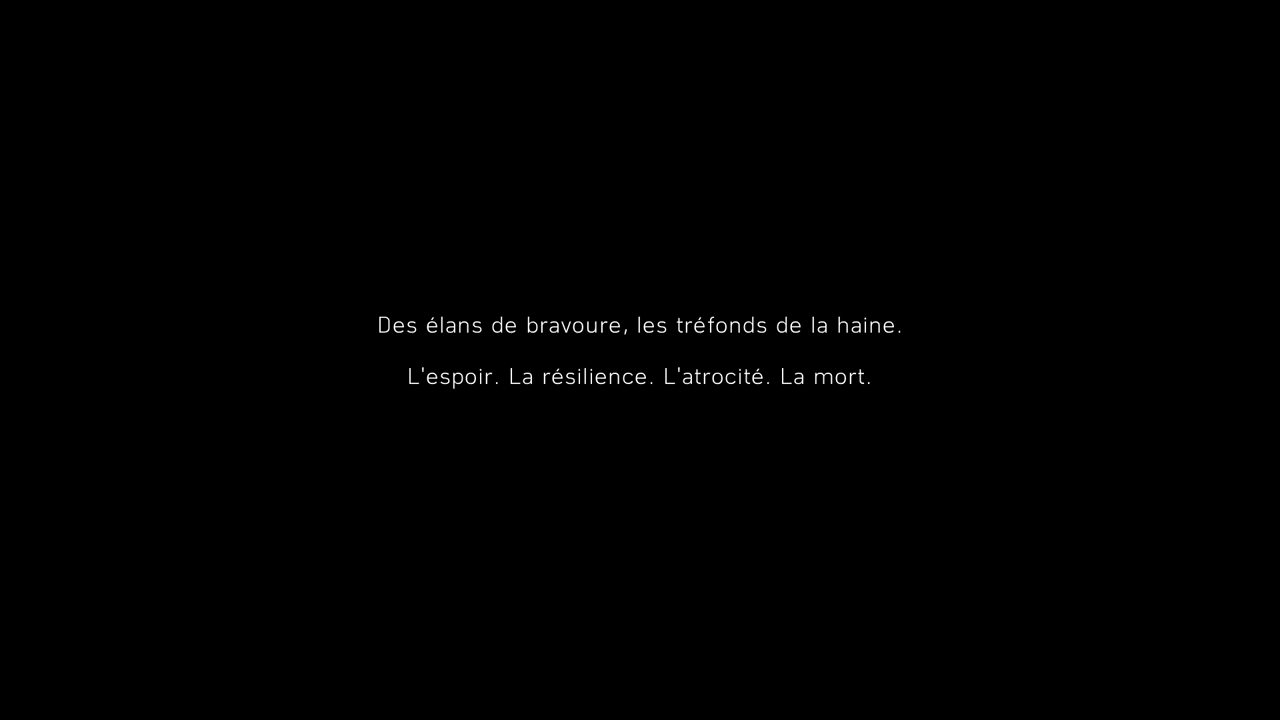 Des élans de bravoure, les tréfonds de la haine.
L'espoir. La résilience. L'atrocité. La mort.